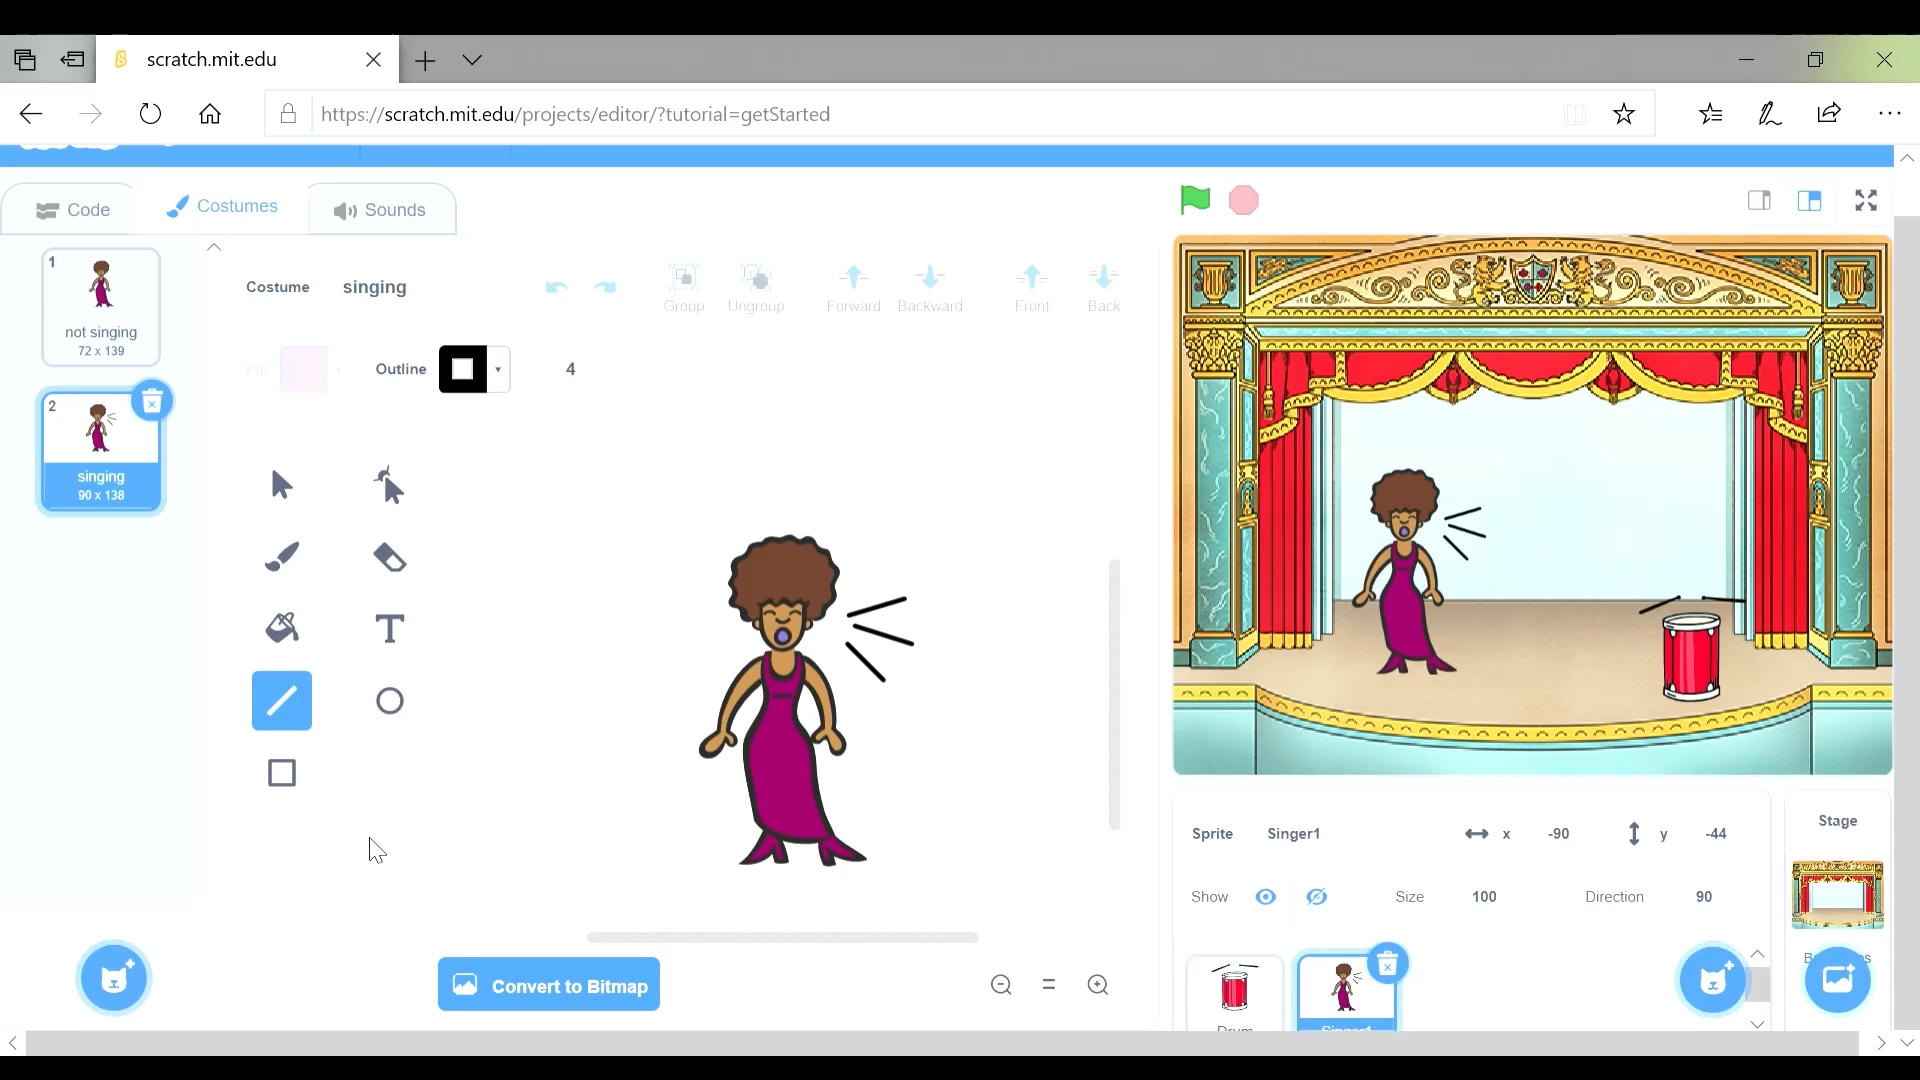 scratch.mit.edu
https://scratch.mit.edu/projects/editor/?tutorial=getStarted
Code
Costumes
Sounds
1
not singing
72 x 139
2
singing
90 x 138
Costume
singing
Group
Ungroup
Forward
Backward
Front
Back
Fill
Outline
4
T
Convert to Bitmap
Sprite
Singer1
x
-90
y
-44
Show
Size
100
Direction
90
Stage
Drum
Singer1